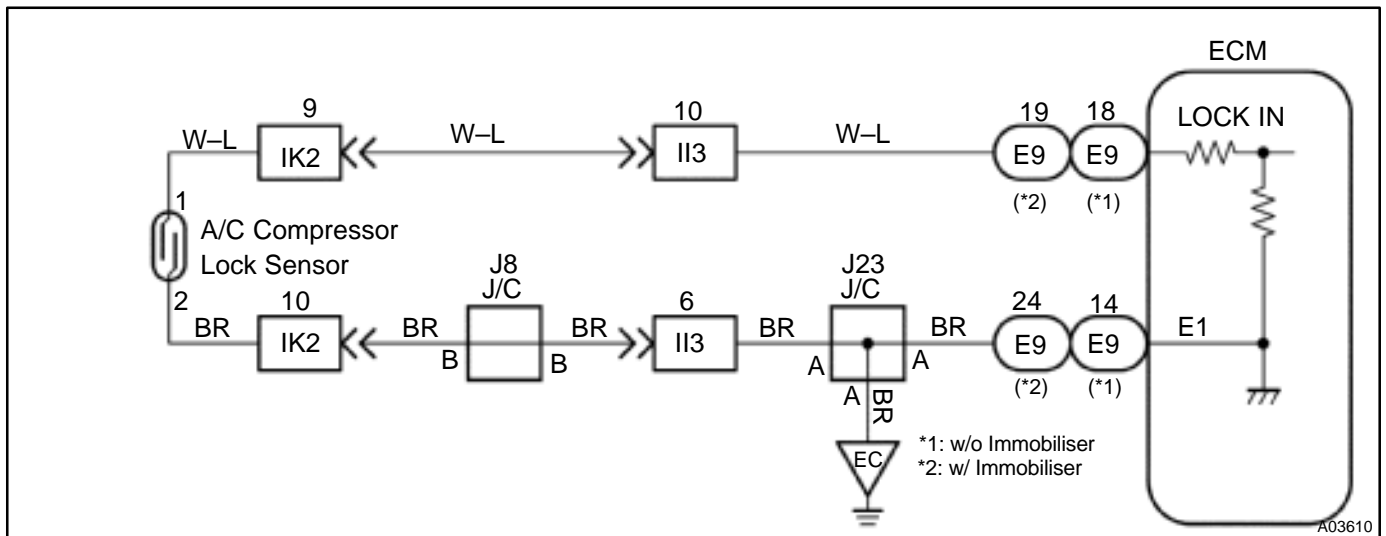 ECM
9
10
19
18
LOCK IN
W–L
IK2
W–L
II3
W–L
E9
E9
(*2)
(*1)
1
A/C Compressor
Lock Sensor
2
J8
J/C
J23
J/C
10
6
24
14
BR
IK2
BR
BR
II3
BR
BR
E9
E9
E1
B
B
A
A
A
BR
(*2)
(*1)
EC
*1: w/o Immobiliser
*2: w/ Immobiliser
A03610